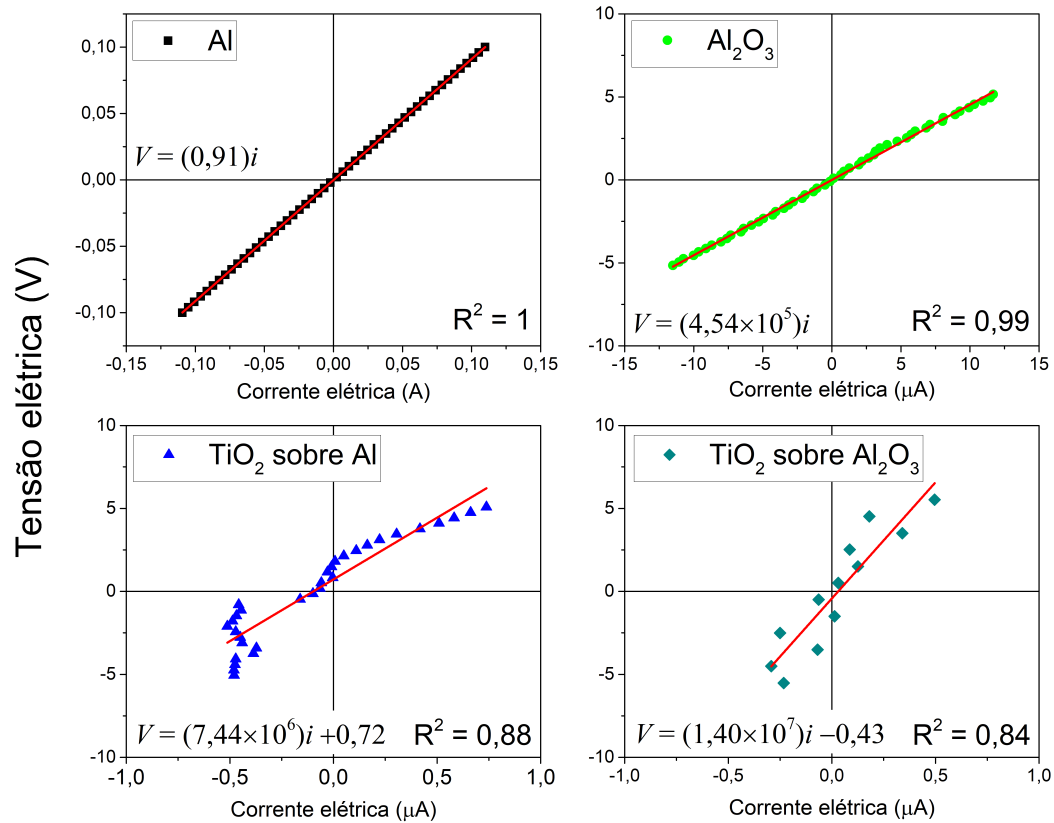 Tensão elétrica (V)
Al
0,10
0,05
0,00
-0,05
-0,10
V = (0,91)i
R² = 1
-0,15 -0,10 -0,05 0,00 0,05 0,10 0,15
Corrente elétrica (A)
Al₂O₃
10
5
0
-5
-10
V = (4,54×10⁵)i
R² = 0,99
-15 -10 -5 0 5 10 15
Corrente elétrica (μA)
TiO₂ sobre Al
10
5
0
-5
-10
V = (7,44×10⁶)i +0,72
R² = 0,88
-1,0 -0,5 0,0 0,5 1,0
Corrente elétrica (μA)
TiO₂ sobre Al₂O₃
10
5
0
-5
-10
V = (1,40×10⁷)i −0,43
R² = 0,84
-1,0 -0,5 0,0 0,5 1,0
Corrente elétrica (μA)